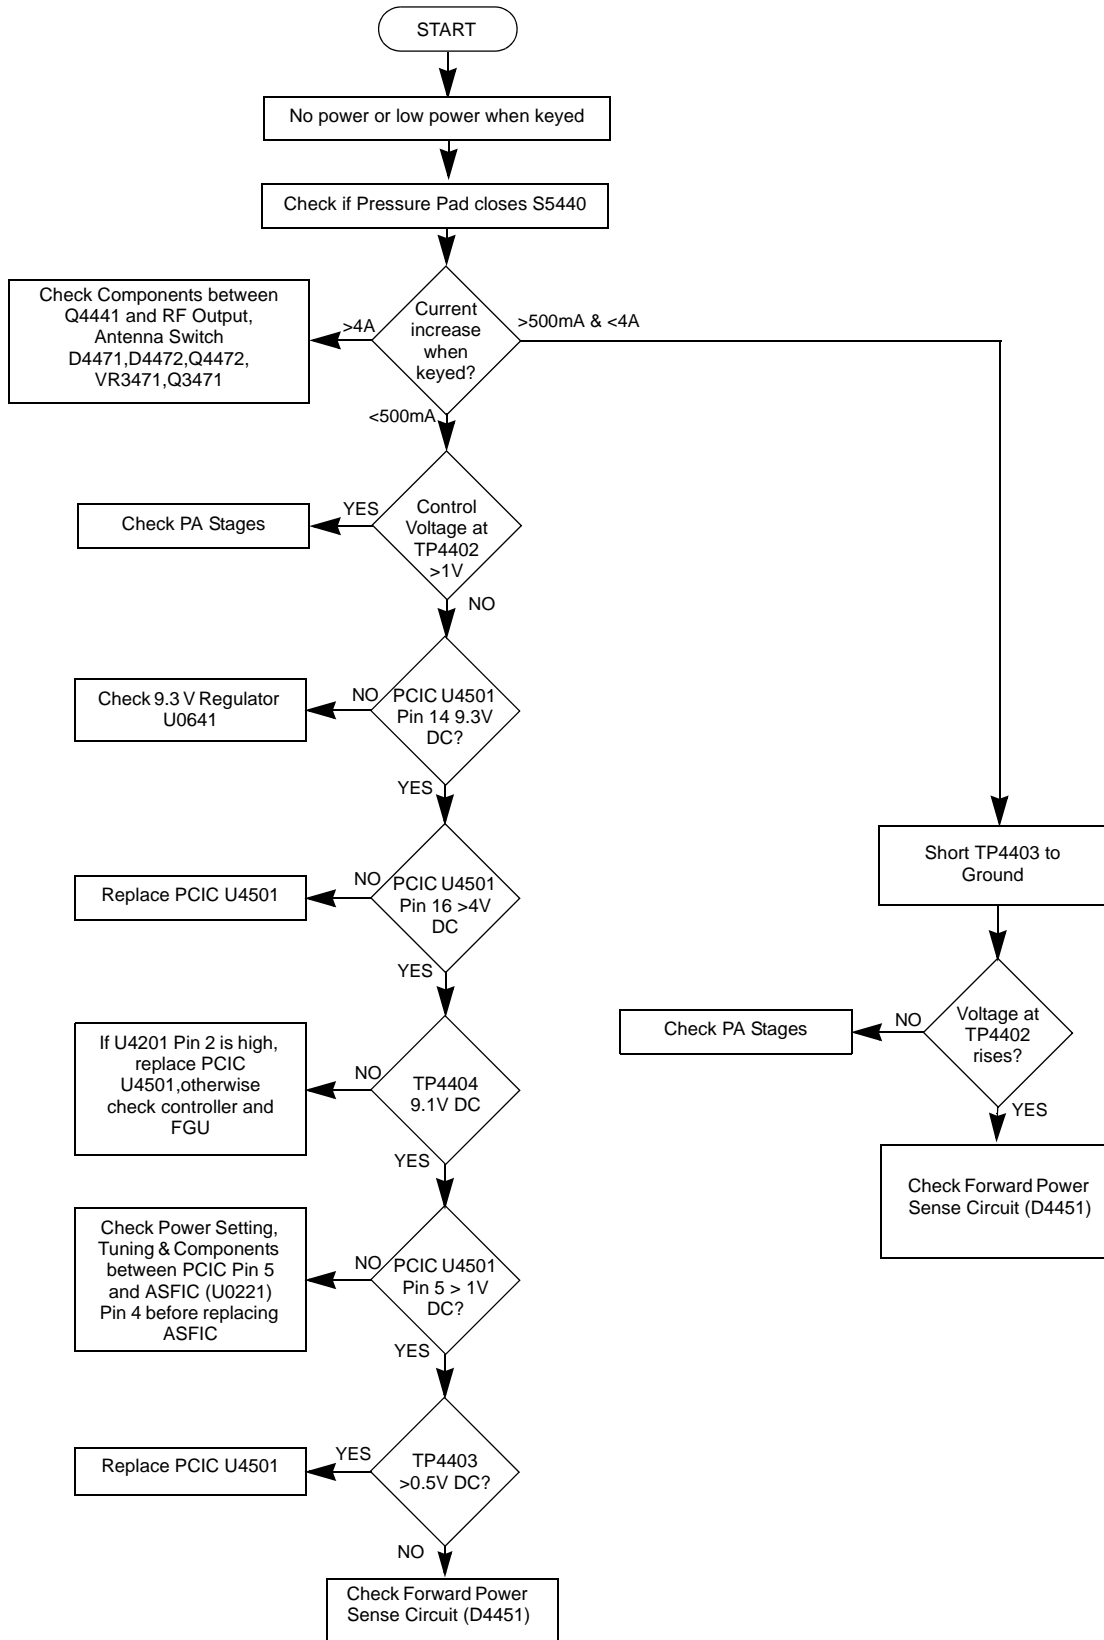 START
No power or low power when keyed
Check if Pressure Pad closes S5440
Check Components between
Q4441 and RF Output,
Antenna Switch
D4471,D4472,Q4472,
VR3471,Q3471
>4A
Current
increase
when
keyed?
>500mA & <4A
<500mA
Check PA Stages
YES
Control
Voltage at
TP4402
>1V
NO
Check 9.3 V Regulator
U0641
NO
PCIC U4501
Pin 14 9.3V
DC?
YES
Short TP4403 to
Ground
Replace PCIC U4501
NO
PCIC U4501
Pin 16 >4V
DC
YES
Check PA Stages
NO
Voltage at
TP4402
rises?
YES
If U4201 Pin 2 is high,
replace PCIC
U4501,otherwise
check controller and
FGU
NO
TP4404
9.1V DC
YES
Check Forward Power
Sense Circuit (D4451)
Check Power Setting,
Tuning & Components
between PCIC Pin 5
and ASFIC (U0221)
Pin 4 before replacing
ASFIC
NO
PCIC U4501
Pin 5 > 1V
DC?
YES
Replace PCIC U4501
YES
TP4403
>0.5V DC?
NO
Check Forward Power
Sense Circuit (D4451)